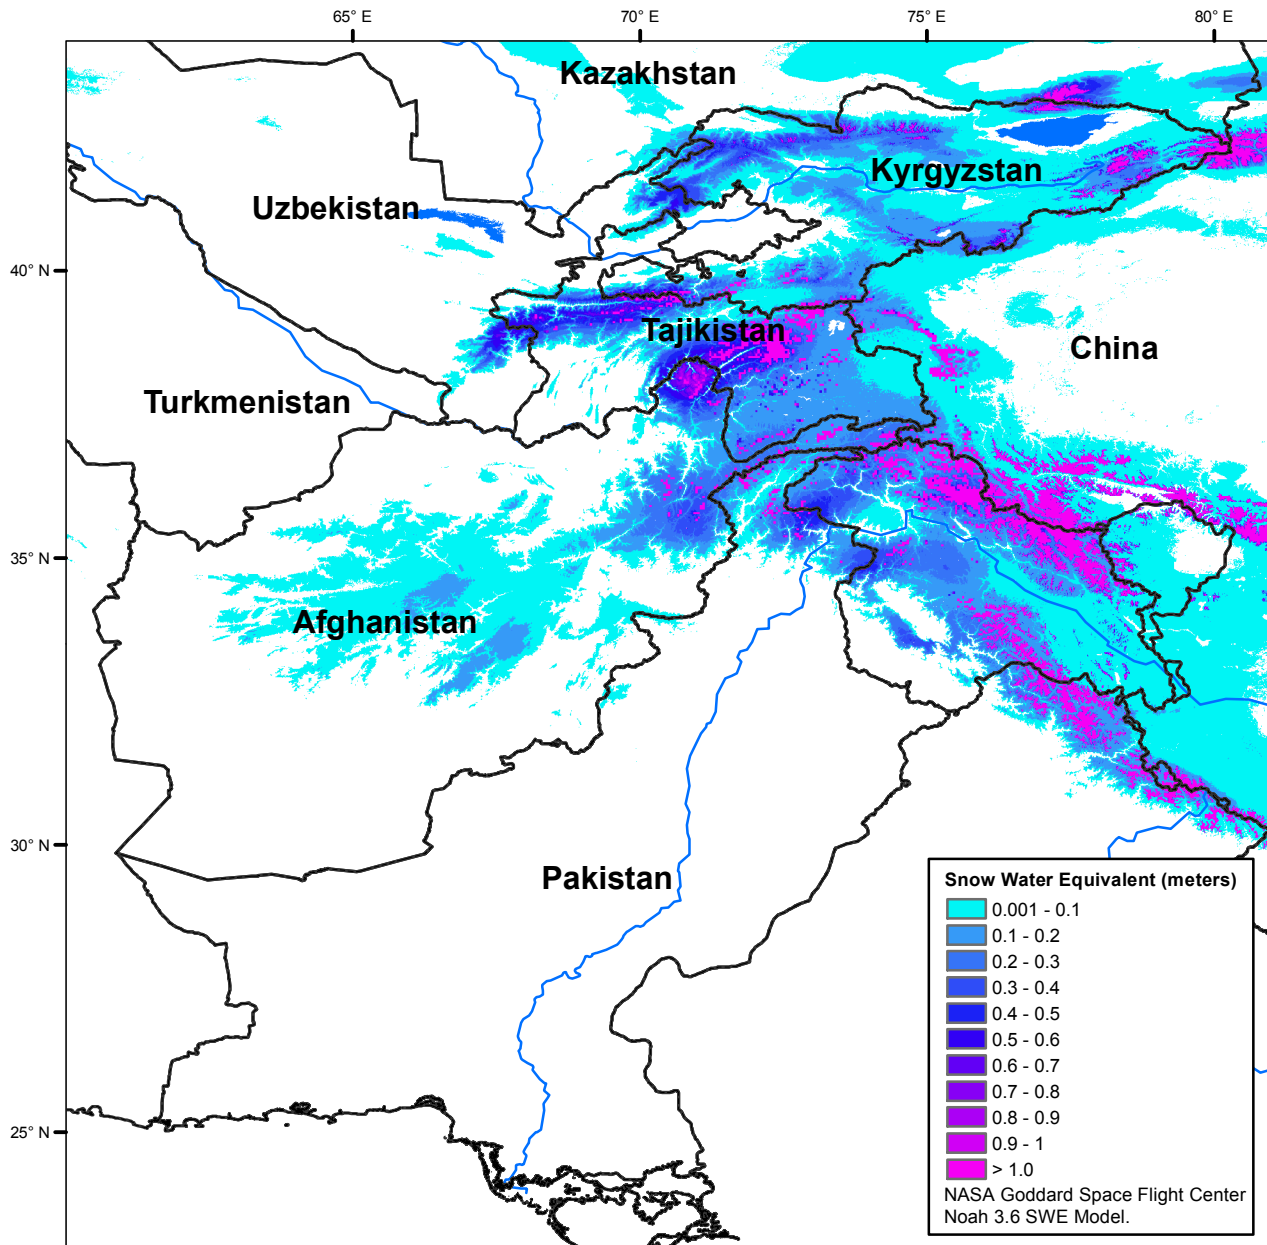 65° E
70° E
75° E
80° E
Kazakhstan
Kyrgyzstan
Uzbekistan
40° N
Tajikistan
China
Turkmenistan
35° N
Afghanistan
30° N
Pakistan
25° N
Snow Water Equivalent (meters)
0.001 - 0.1
0.1 - 0.2
0.2 - 0.3
0.3 - 0.4
0.4 - 0.5
0.5 - 0.6
0.6 - 0.7
0.7 - 0.8
0.8 - 0.9
0.9 - 1
> 1.0
NASA Goddard Space Flight Center
Noah 3.6 SWE Model.